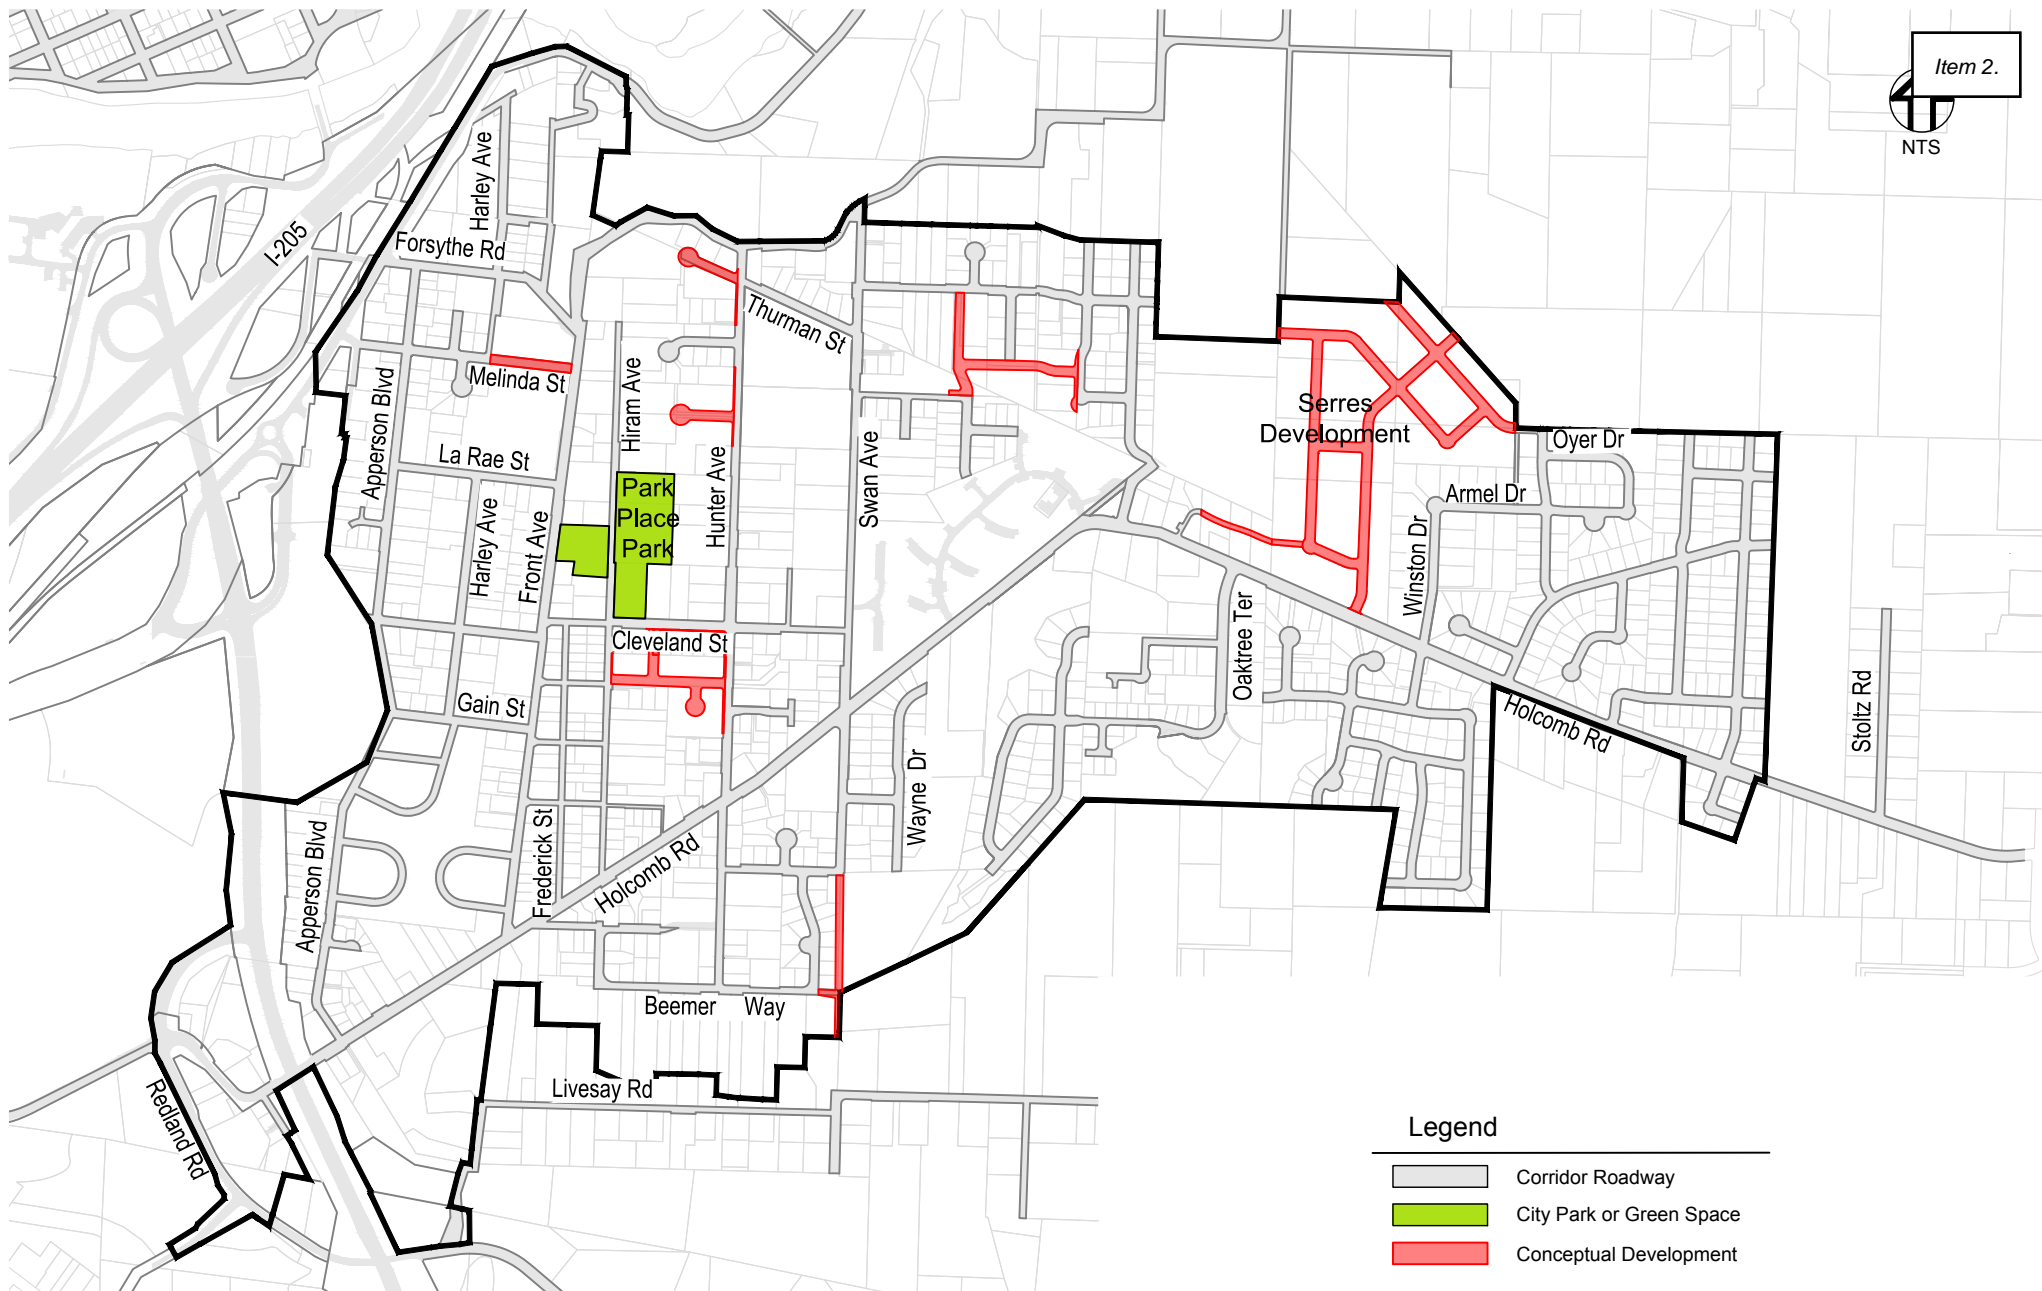 Item 2.
NTS
Harley Ave
Forsythe Rd
I-205
Thurman St
Melinda St
Hiram Ave
Apperson Blvd
La Rae St
Harley Ave
Front Ave
Park
Place
Park
Hunter Ave
Swan Ave
Serres
Development
Oyer Dr
Armel Dr
Winston Dr
Cleveland St
Oaktree Ter
Gain St
Holcomb Rd
Stoltz Rd
Wayne Dr
Apperson Blvd
Frederick St
Holcomb Rd
Beemer Way
Livesay Rd
Redland Rd
Legend
Corridor Roadway
City Park or Green Space
Conceptual Development